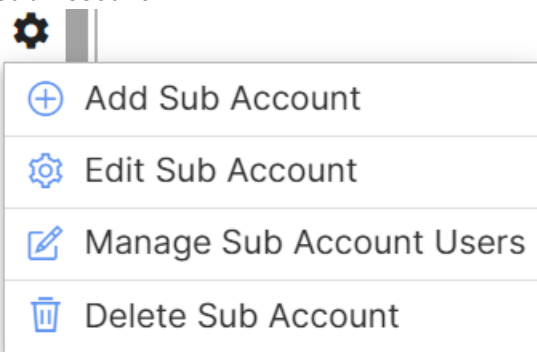 Add Sub Account
Edit Sub Account
Manage Sub Account Users
Delete Sub Account